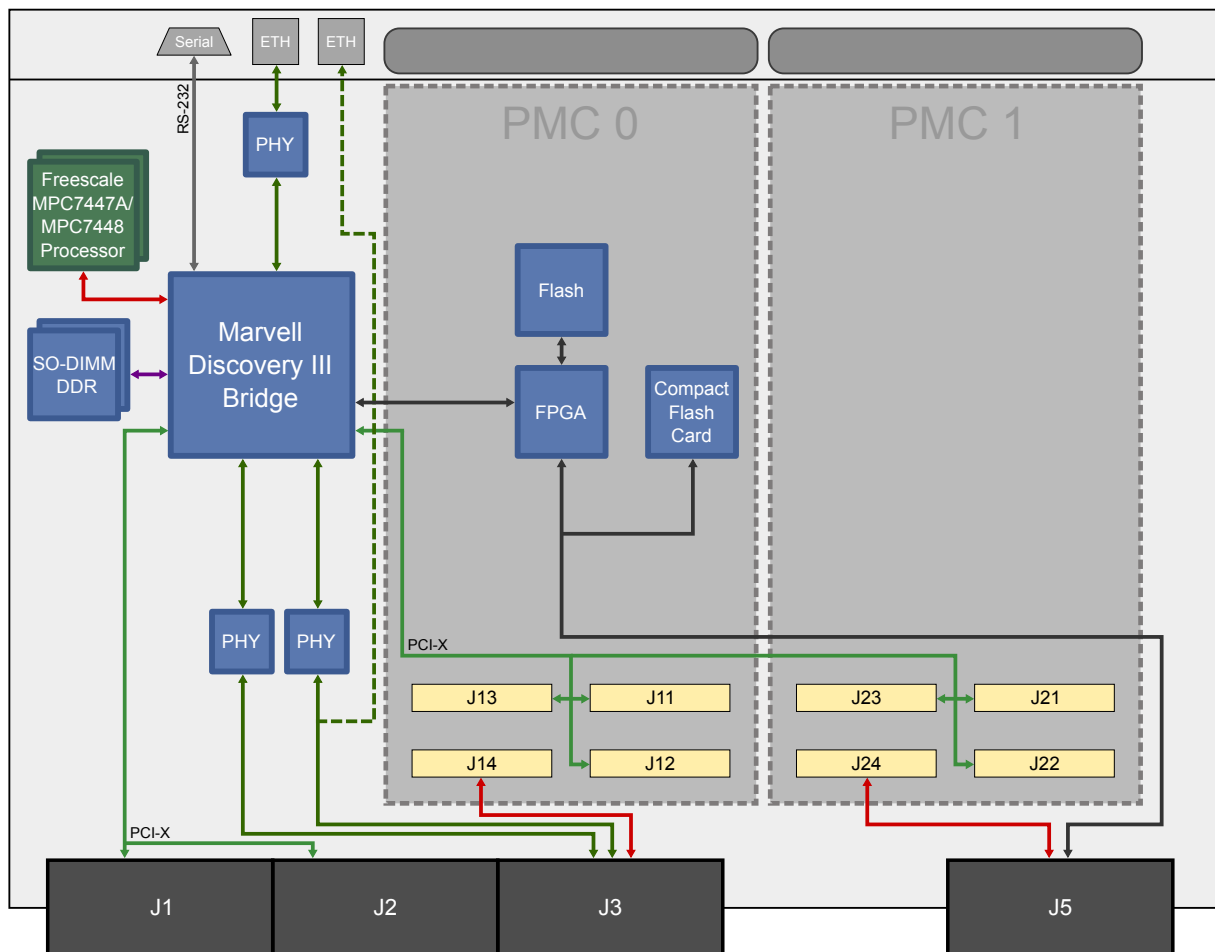 Serial
ETH
ETH
RS-232
PMC 0
PMC 1
PHY
Freescale
MPC7447A/
MPC7448
Processor
Flash
Marvell
Discovery III
Bridge
SO-DIMM
DDR
FPGA
Compact
Flash
Card
PHY
PHY
PCI-X
J13
J11
J23
J21
J14
J12
J24
J22
PCI-X
J1
J2
J3
J5